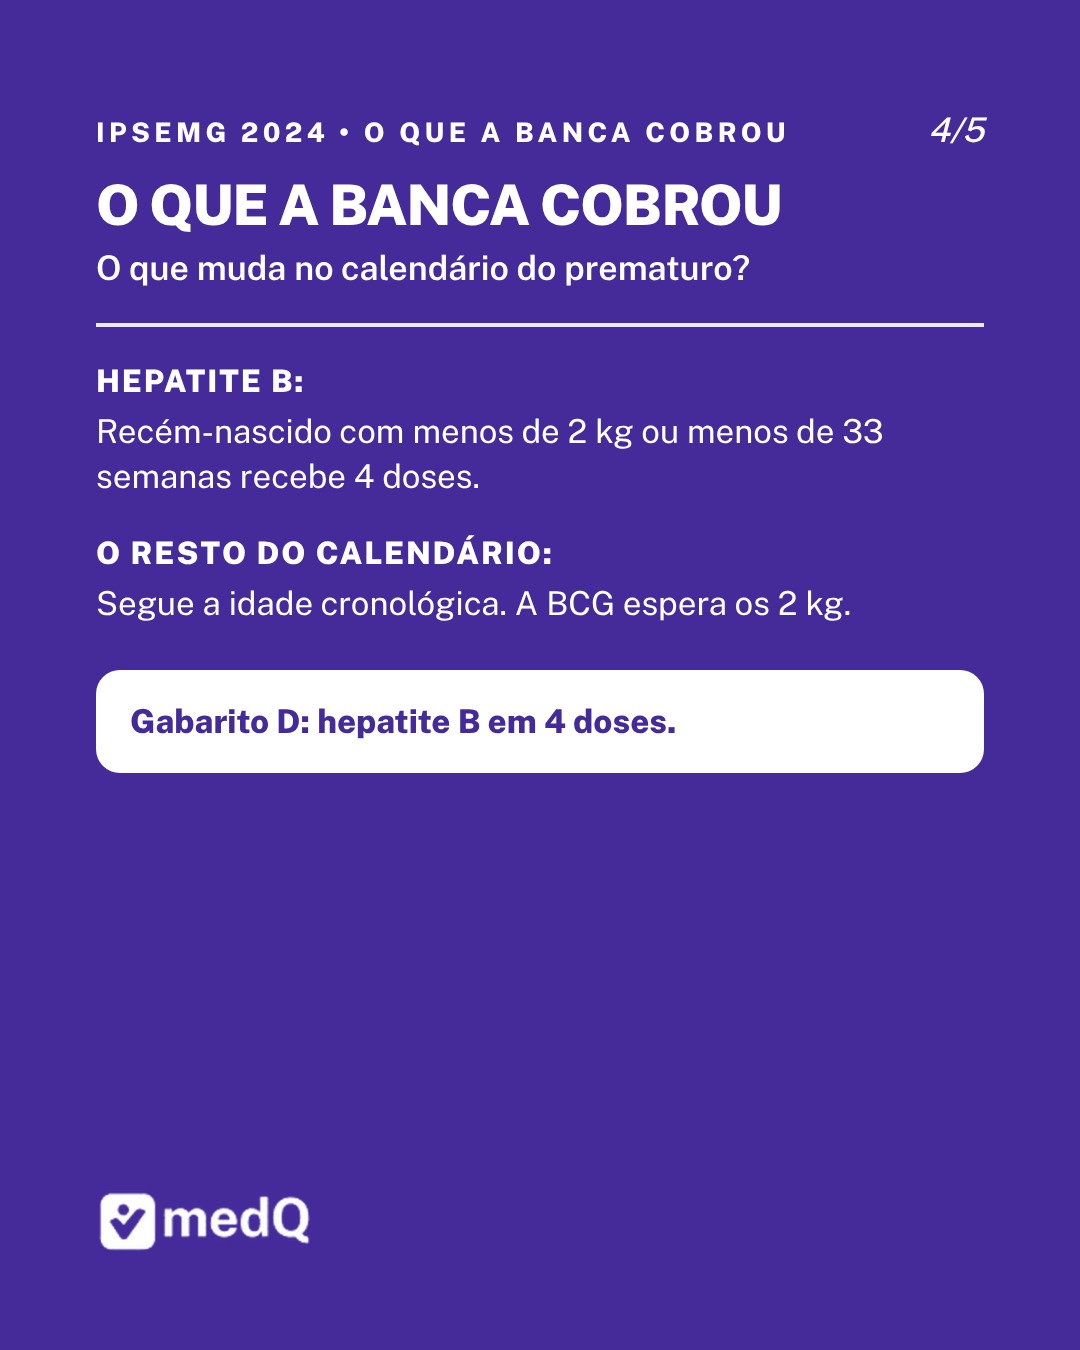 IPSEMG 2024 • O QUE A BANCA COBROU
4/5
O QUE A BANCA COBROU
O que muda no calendário do prematuro?
HEPATITE B:
Recém-nascido com menos de 2 kg ou menos de 33
semanas recebe 4 doses.
O RESTO DO CALENDÁRIO:
Segue a idade cronológica. A BCG espera os 2 kg.
Gabarito D: hepatite B em 4 doses.
medQ